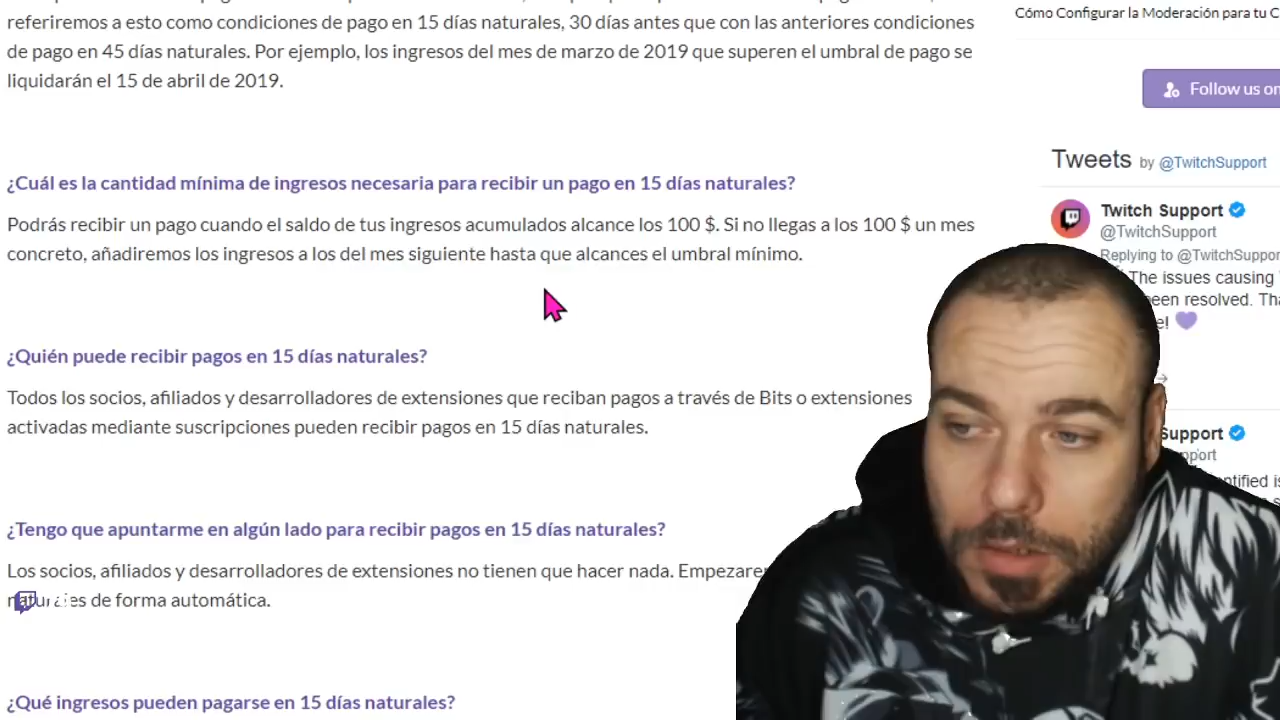 referiremos a esto como condiciones de pago en 15 días naturales, 30 días antes que con las anteriores condiciones
de pago en 45 días naturales. Por ejemplo, los ingresos del mes de marzo de 2019 que superen el umbral de pago se
liquidarán el 15 de abril de 2019.
¿Cuál es la cantidad mínima de ingresos necesaria para recibir un pago en 15 días naturales?
Podrás recibir un pago cuando el saldo de tus ingresos acumulados alcance los 100 $. Si no llegas a los 100 $ un mes
concreto, añadiremos los ingresos a los del mes siguiente hasta que alcances el umbral mínimo.
¿Quién puede recibir pagos en 15 días naturales?
Todos los socios, afiliados y desarrolladores de extensiones que reciban pagos a través de Bits o extensiones
activadas mediante suscripciones pueden recibir pagos en 15 días naturales.
¿Tengo que apuntarme en algún lado para recibir pagos en 15 días naturales?
Los socios, afiliados y desarrolladores de extensiones no tienen que hacer nada. Empezare
de forma automática.
¿Qué ingresos pueden pagarse en 15 días naturales?
Cómo Configurar la Moderación para tu C
Follow us on
Tweets by @TwitchSupport
Twitch Support
@TwitchSupport
Replying to @TwitchSuppor
The issues causing
een resolved. Tha
e!
Support
pport
ntified is